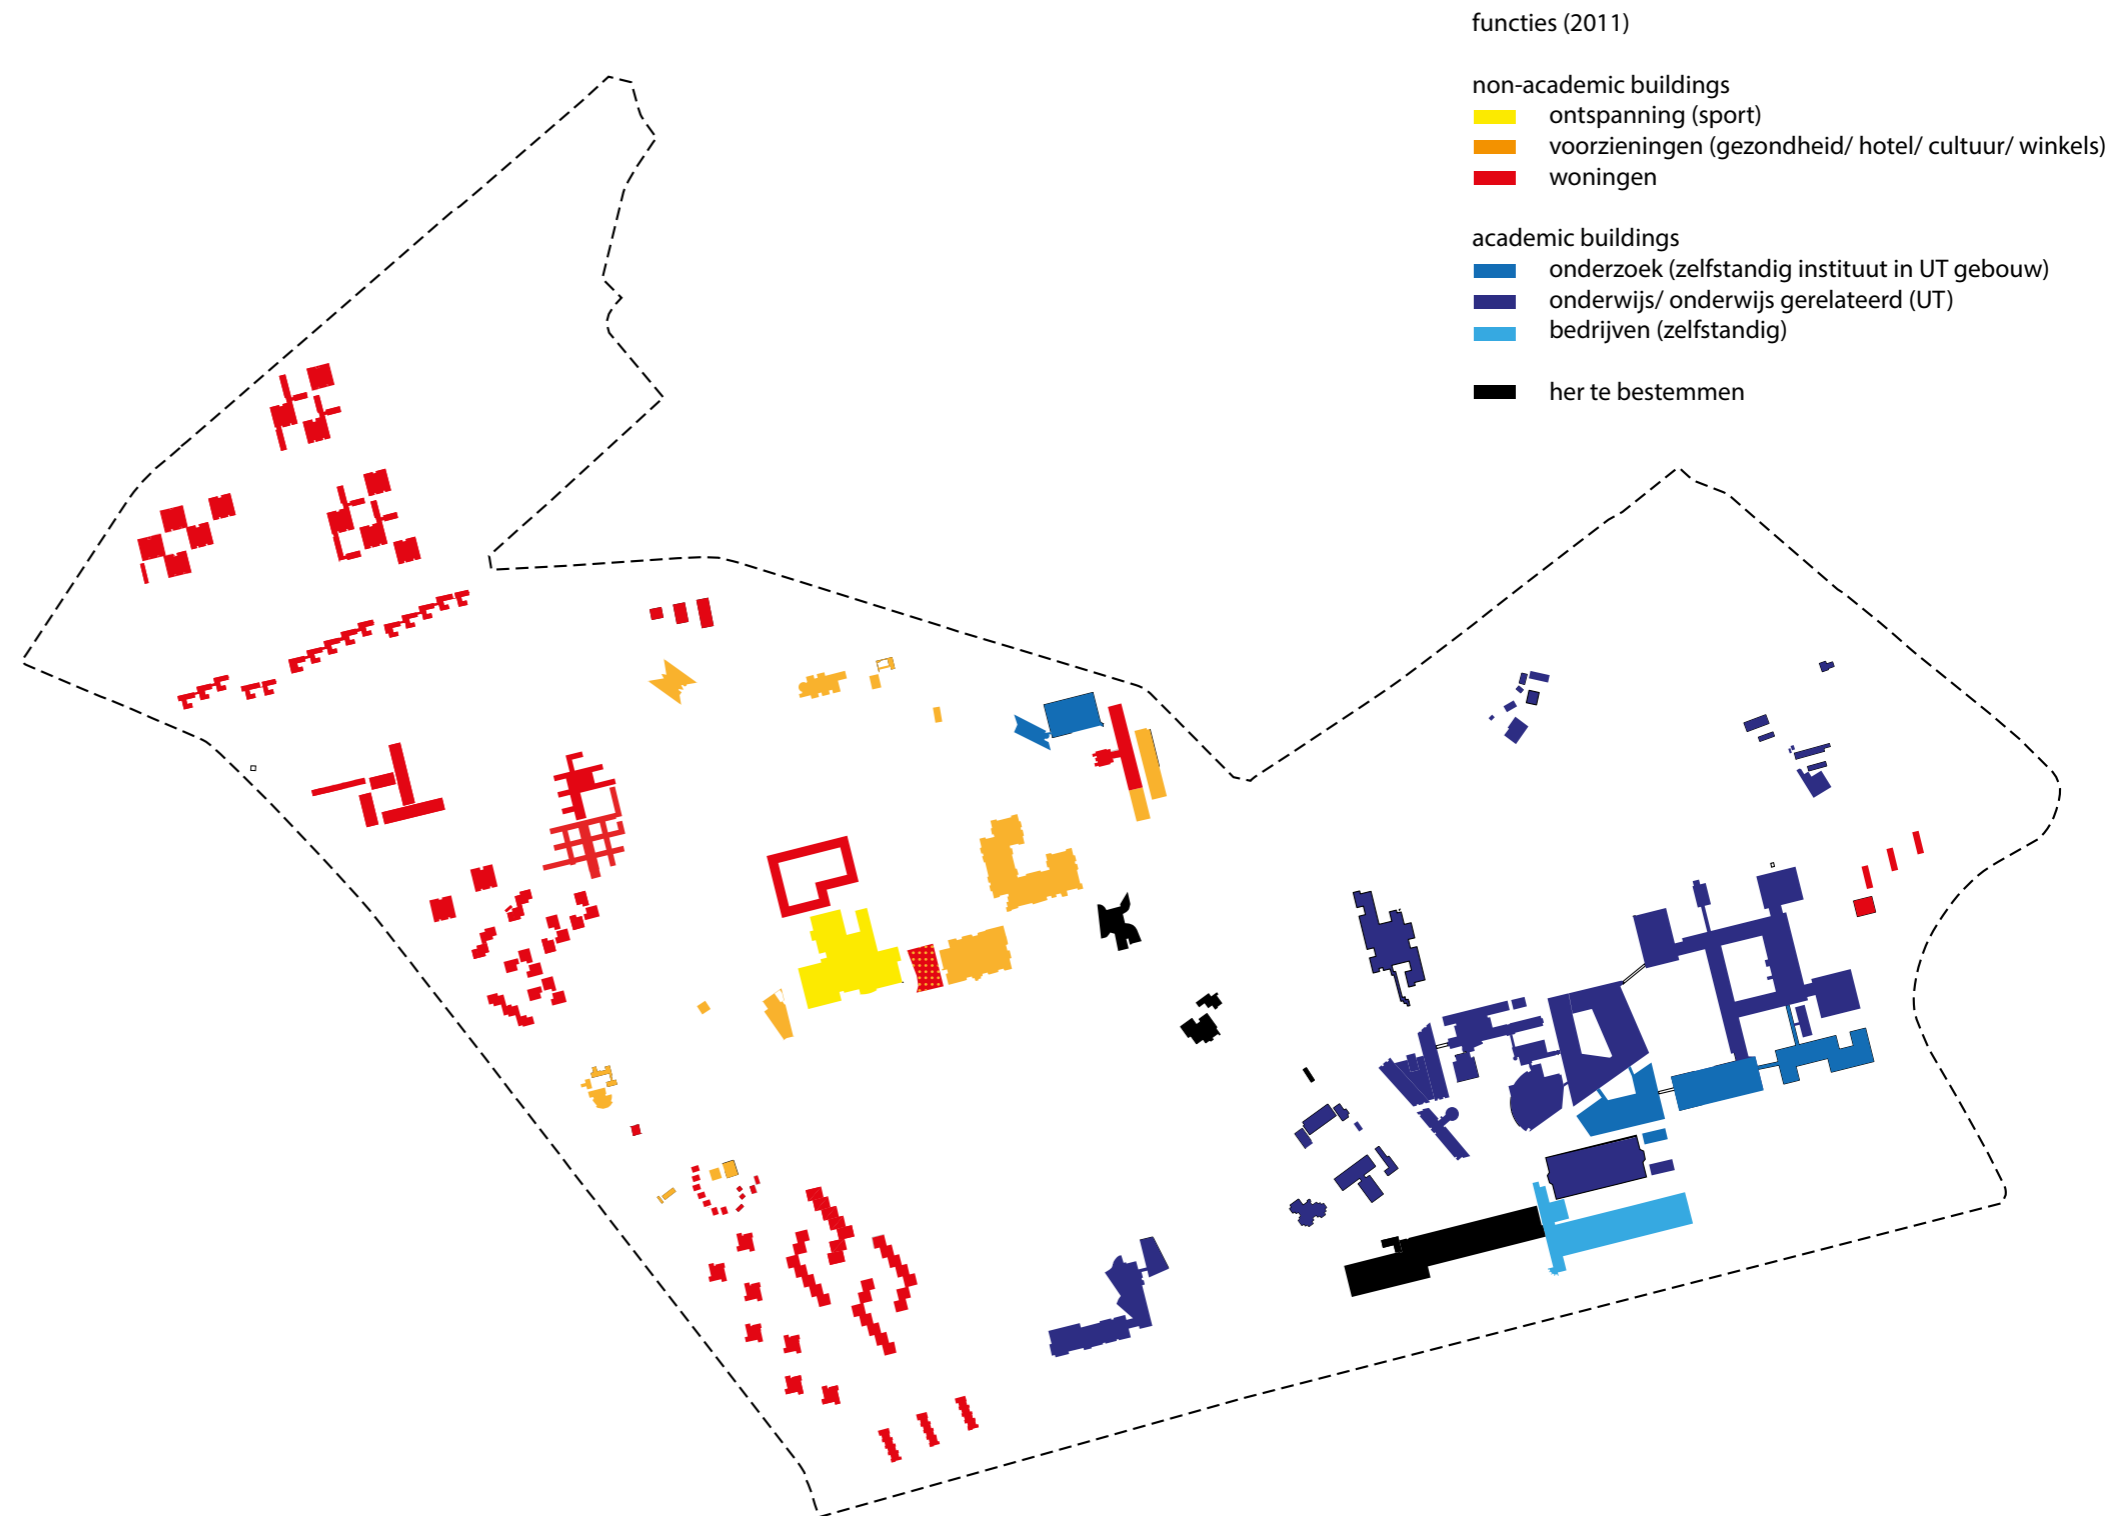 functies (2011)
non-academic buildings
ontspanning (sport)
voorzieningen (gezondheid/ hotel/ cultuur/ winkels)
woningen
academic buildings
onderzoek (zelfstandig instituut in UT gebouw)
onderwijs/ onderwijs gerelateerd (UT)
bedrijven (zelfstandig)
her te bestemmen